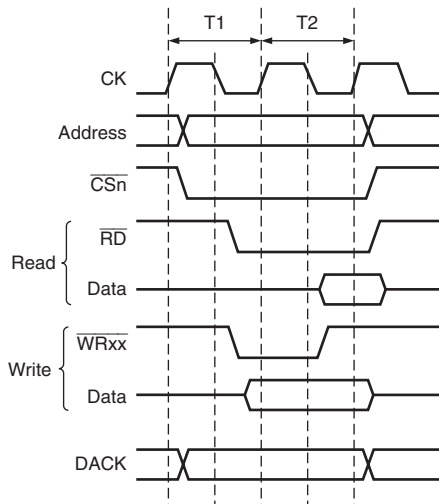 T1 T2
CK
Address
CSn
RD
Read
Data
WRxx
Write
Data
DACK